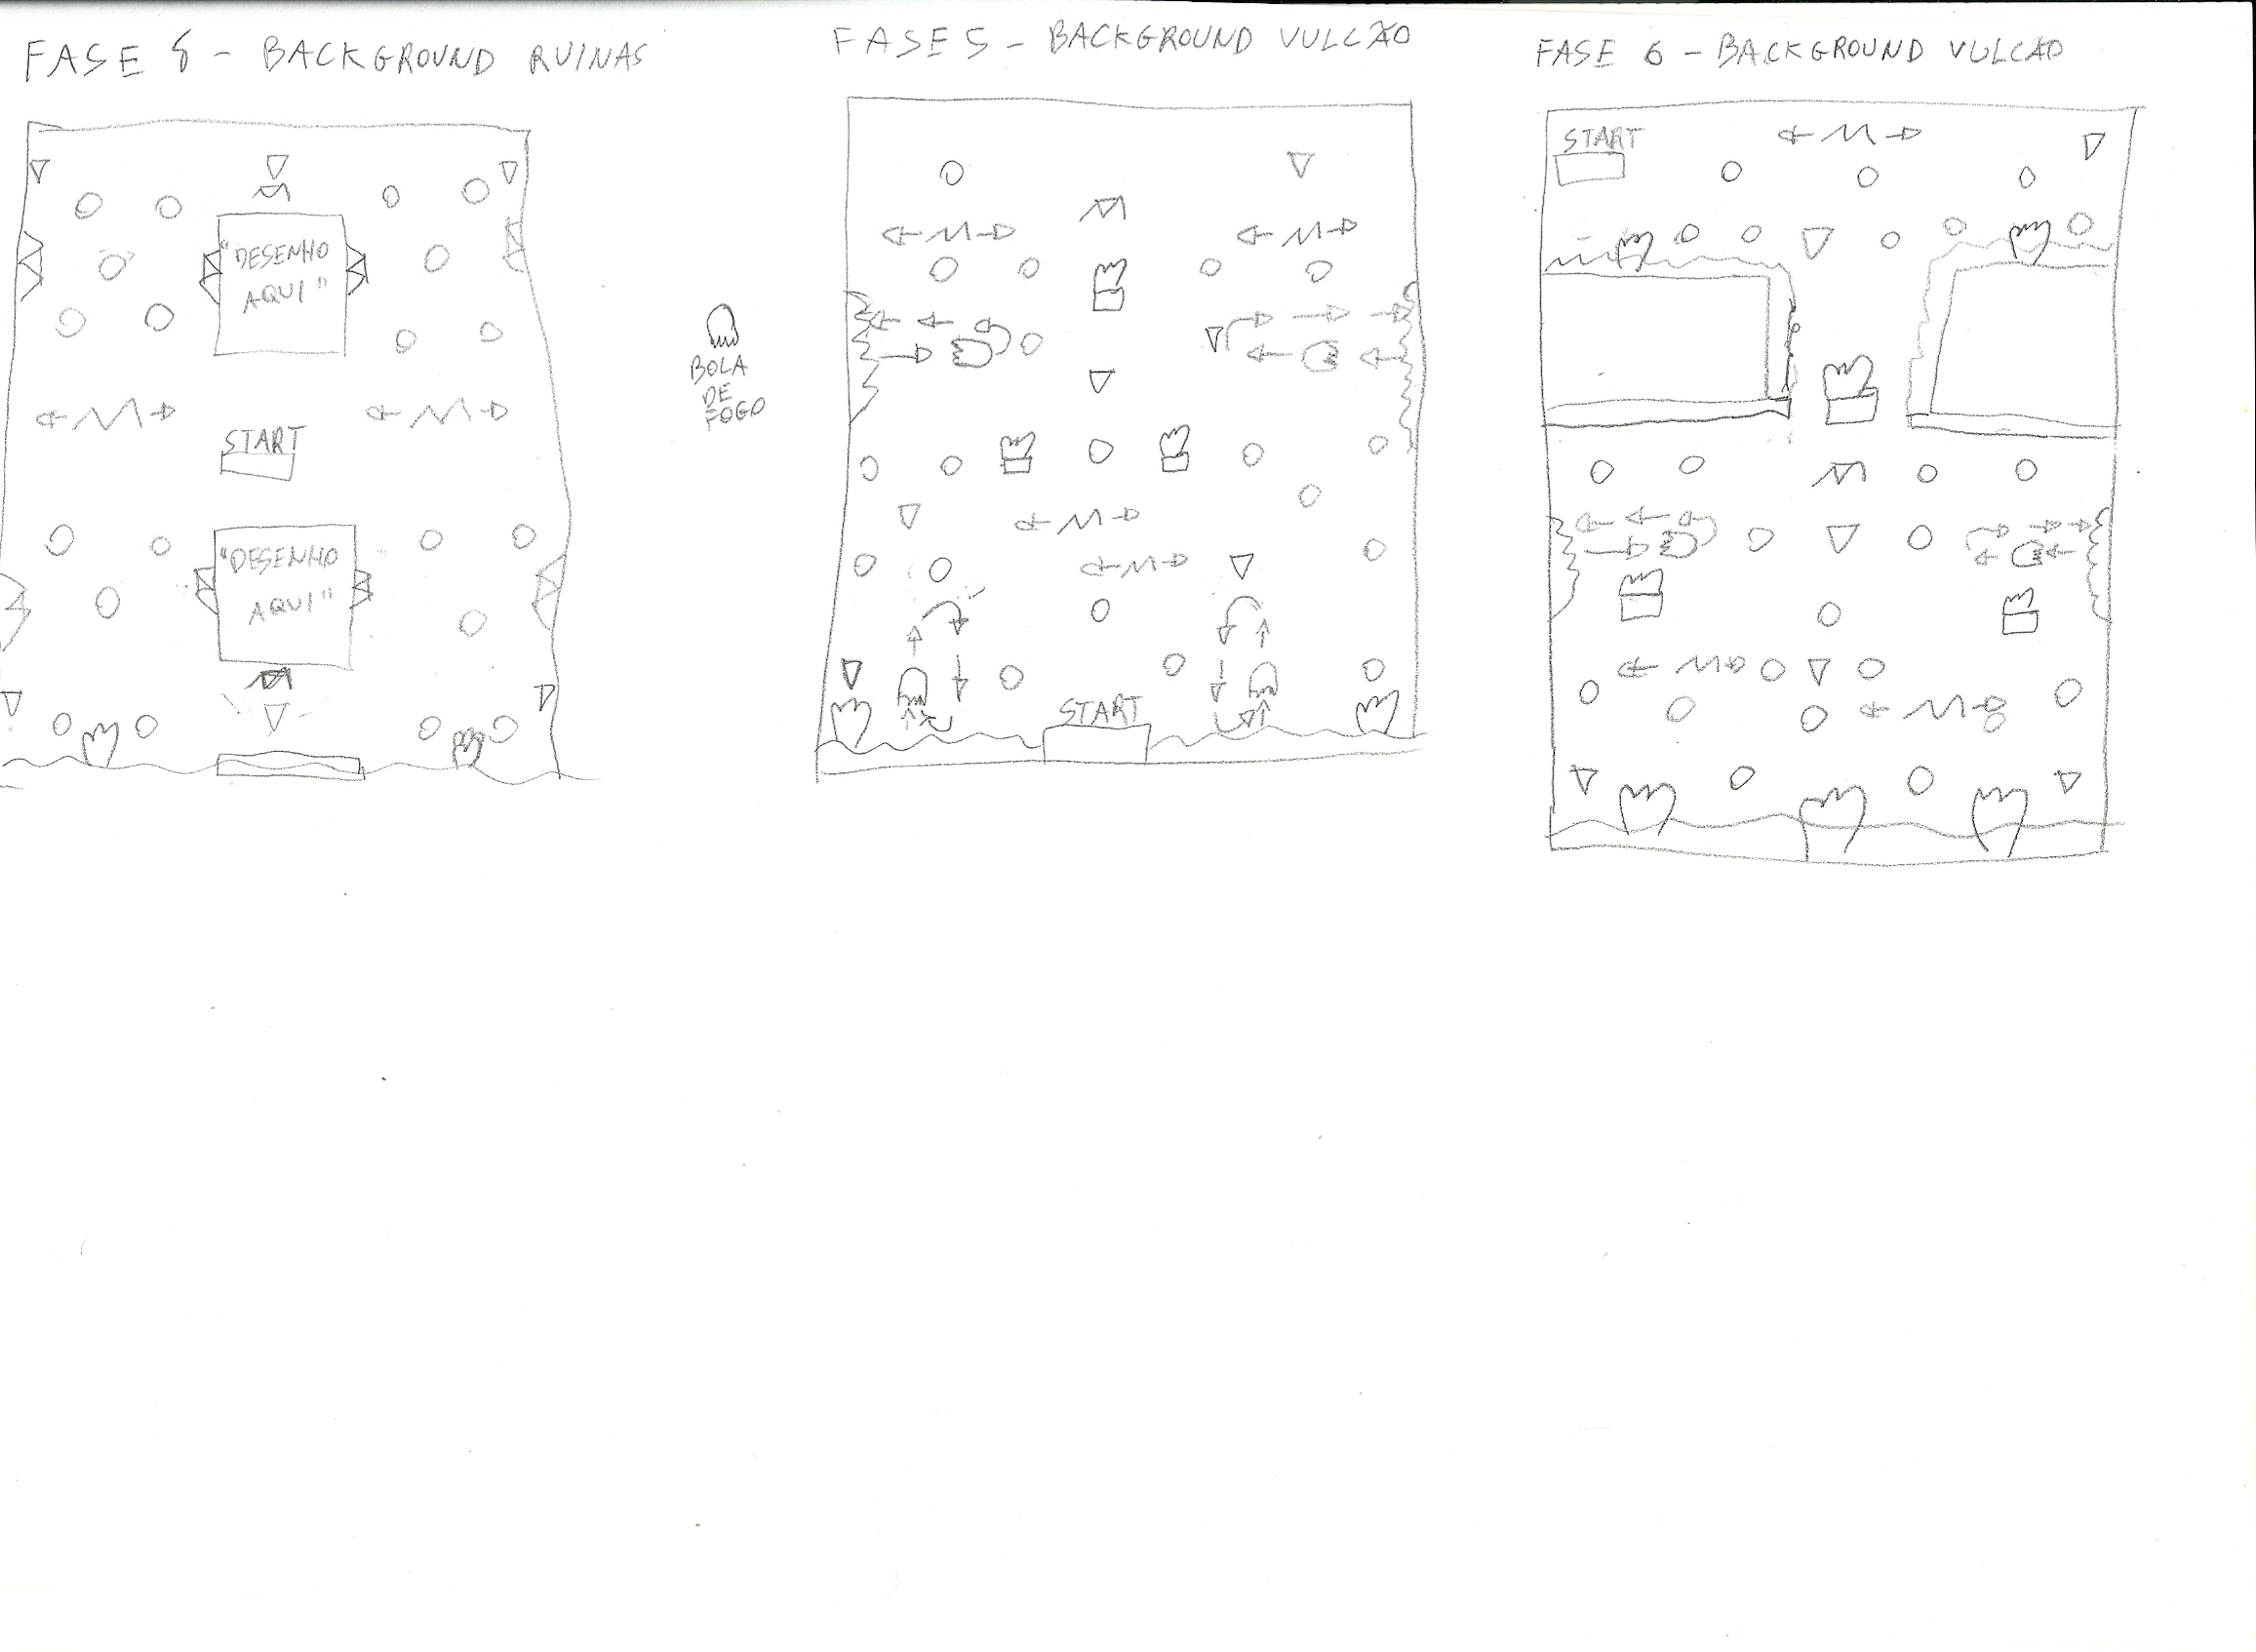 FASE 8 - BACKGROUND RUINAS
"DESENHO
AQUI"
START
"DESENHO
AQUI"
BOLA
DE
FOGO
FASE 5 - BACKGROUND VULCÃO
START
FASE 6 - BACKGROUND VULCÃO
START